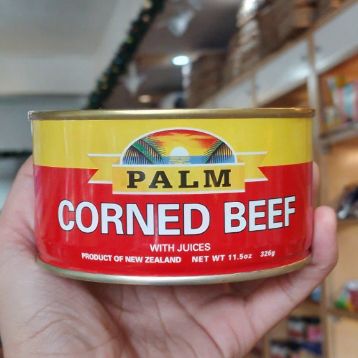 PALM
CORNED BEEF
WITH JUICES
PRODUCT OF NEW ZEALAND NET WT 11.5oz 326g